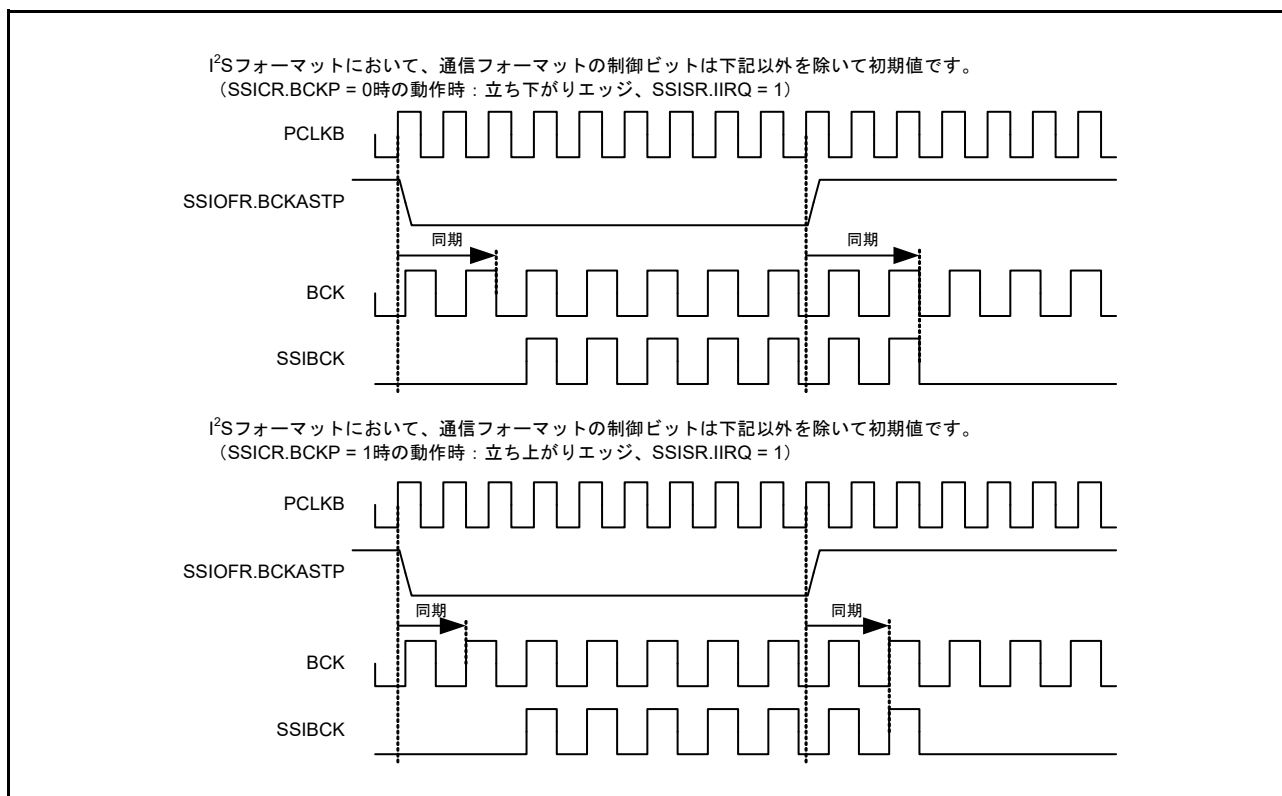 I²Sフォーマットにおいて、通信フォーマットの制御ビットは下記以外を除いて初期値です。
（SSICR.BCKP = 0時の動作時：立ち下がりエッジ、SSISR.IIRQ = 1）
PCLKB
SSIOFR.BCKASTP
同期
同期
BCK
SSIBCK
I²Sフォーマットにおいて、通信フォーマットの制御ビットは下記以外を除いて初期値です。
（SSICR.BCKP = 1時の動作時：立ち上がりエッジ、SSISR.IIRQ = 1）
PCLKB
SSIOFR.BCKASTP
同期
同期
BCK
SSIBCK